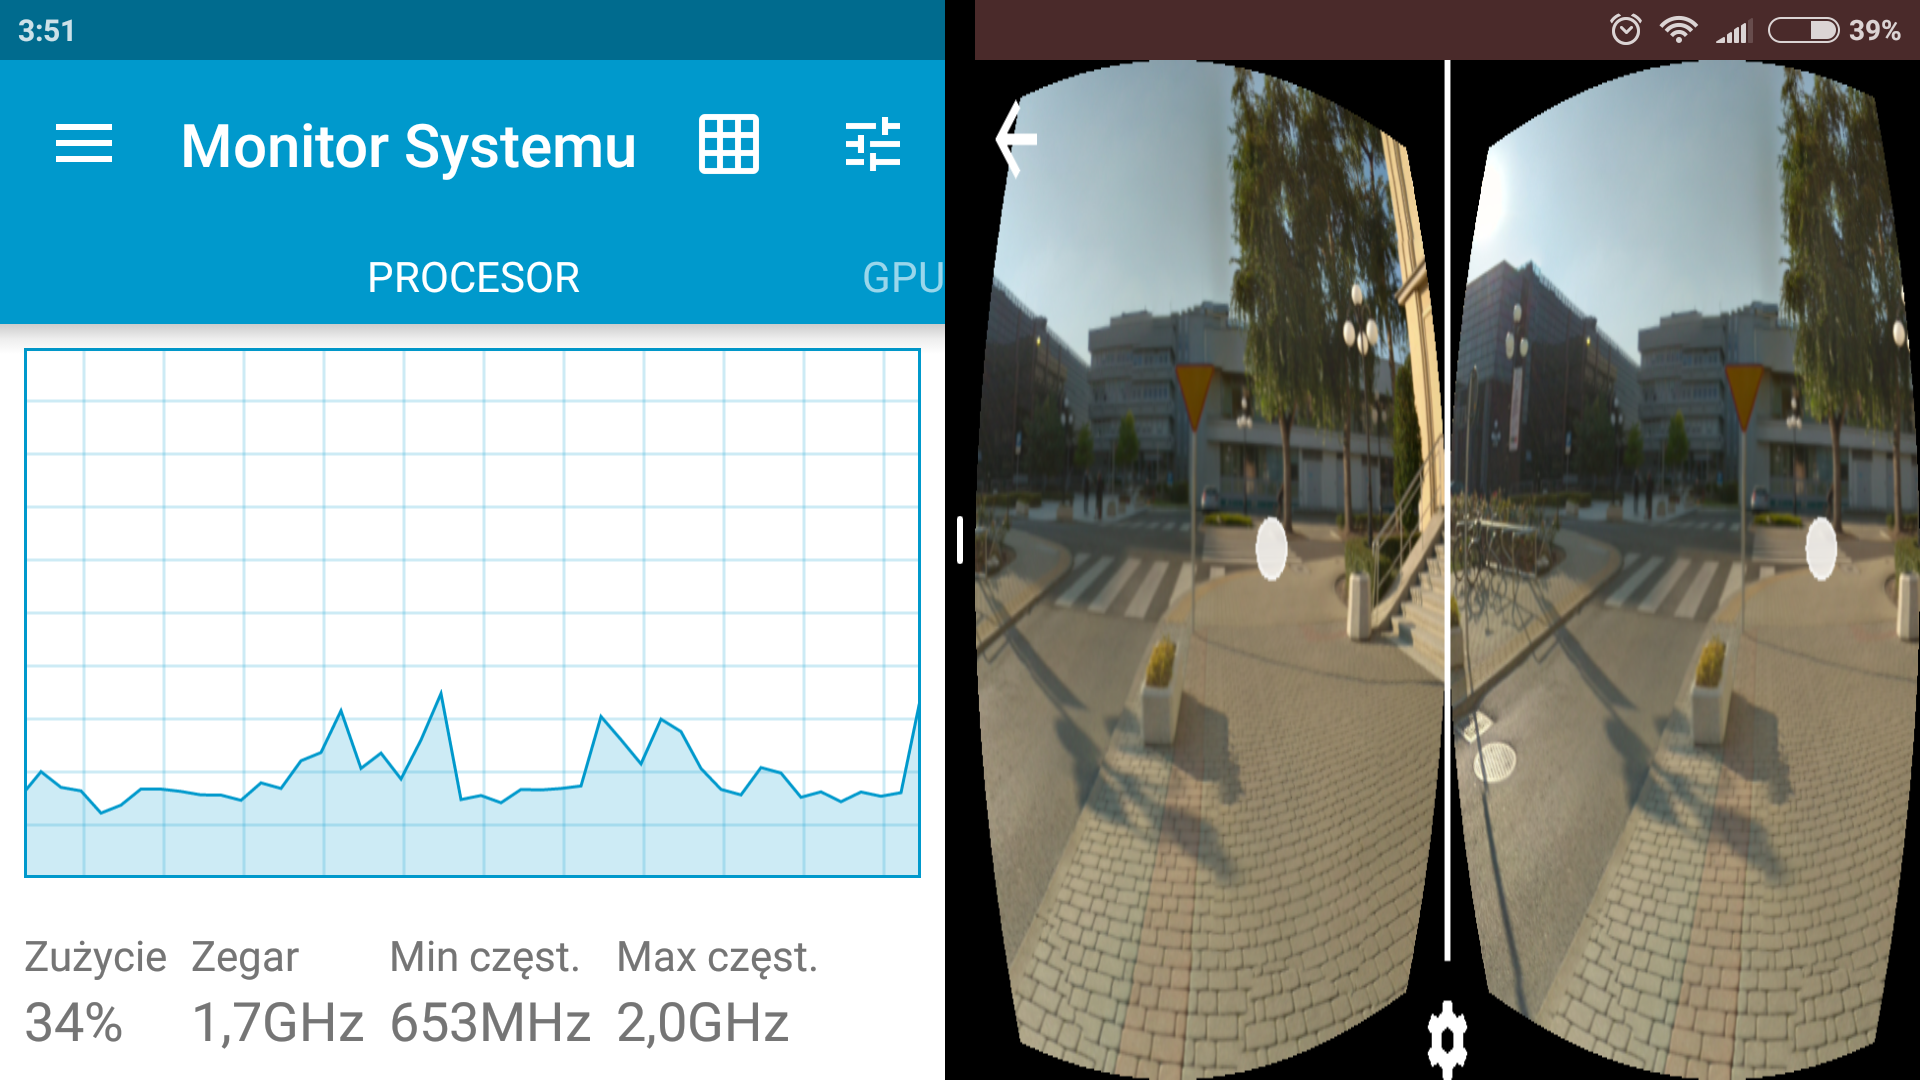 3:51
39%
Monitor Systemu
PROCESOR
GPU
Zużycie Zegar Min częst. Max częst.
34% 1,7GHz 653MHz 2,0GHz